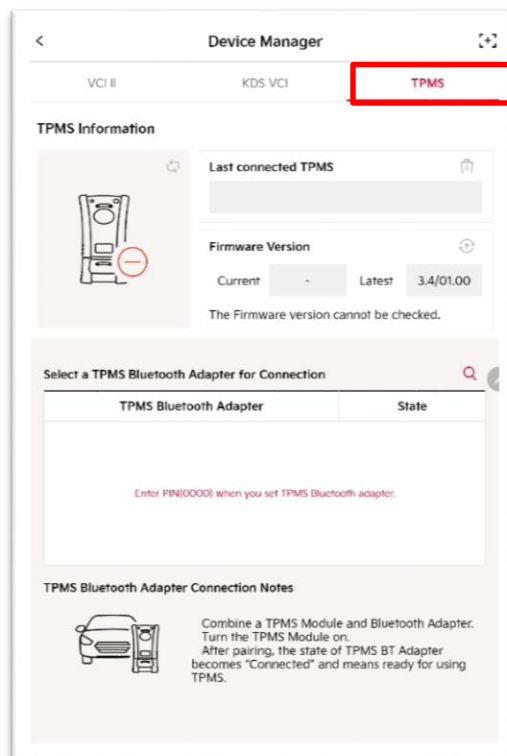 Device Manager
VCI II
KDS VCI
TPMS
TPMS Information
Last connected TPMS
Firmware Version
Current
-
Latest
3.4/01.00
The Firmware version cannot be checked.
Select a TPMS Bluetooth Adapter for Connection
TPMS Bluetooth Adapter
State
Enter PIN(0000) when you set TPMS Bluetooth adapter.
TPMS Bluetooth Adapter Connection Notes
Combine a TPMS Module and Bluetooth Adapter.
Turn the TPMS Module on.
After pairing, the state of TPMS BT Adapter
becomes "Connected" and means ready for using
TPMS.